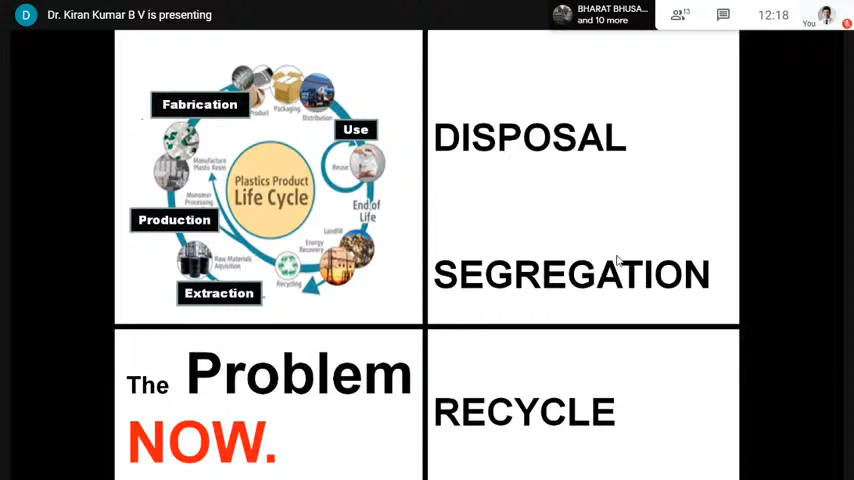 D
Dr. Kiran Kumar B V is presenting
BHARAT BHUSA...
and 10 more
13
12:18
You
Fabrication
Product
Packaging
Distribution
Use
Manufacture
Plastic Resin
Reuse
Plastics Product
Life Cycle
Monomer
Processing
End of
Life
Production
Landfill
Energy
Recovery
Raw Materials
Aquisition
Recycling
Extraction
DISPOSAL
SEGREGATION
The Problem
NOW.
RECYCLE